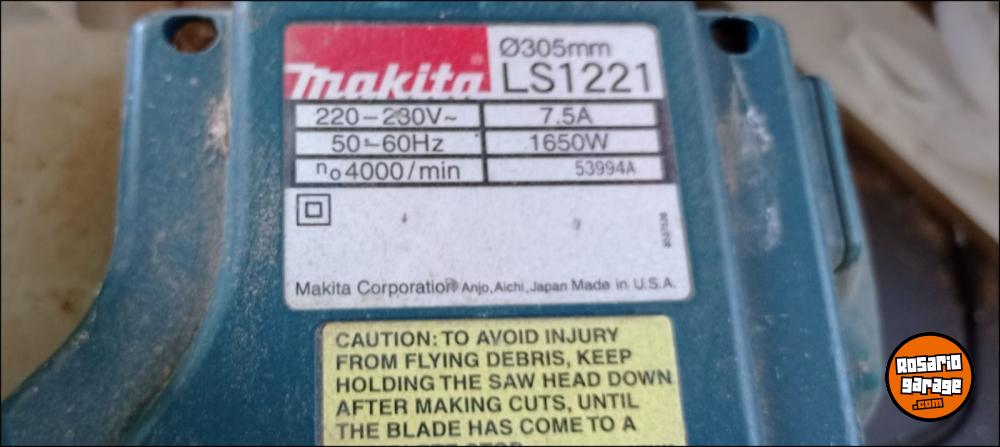 makita
Ø305mm
LS1221
220–230V~ 7.5A
50–60Hz 1650W
no 4000/min 53994A
Makita Corporation Anjo, Aichi, Japan Made in U.S.A.
CAUTION: TO AVOID INJURY
FROM FLYING DEBRIS, KEEP
HOLDING THE SAW HEAD DOWN
AFTER MAKING CUTS, UNTIL
THE BLADE HAS COME TO A
Rosario
garage
.com